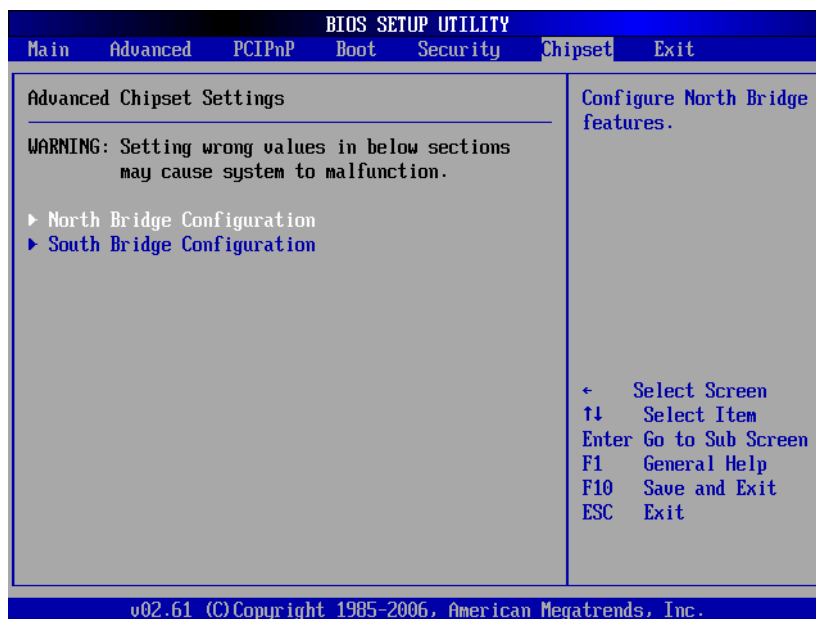 BIOS SETUP UTILITY
Main Advanced PCIPnP Boot Security Chipset Exit
Advanced Chipset Settings
WARNING: Setting wrong values in below sections
may cause system to malfunction.
▶ North Bridge Configuration
▶ South Bridge Configuration
Configure North Bridge
features.
← Select Screen
↑↓ Select Item
Enter Go to Sub Screen
F1 General Help
F10 Save and Exit
ESC Exit
v02.61 (C)Copyright 1985-2006, American Megatrends, Inc.